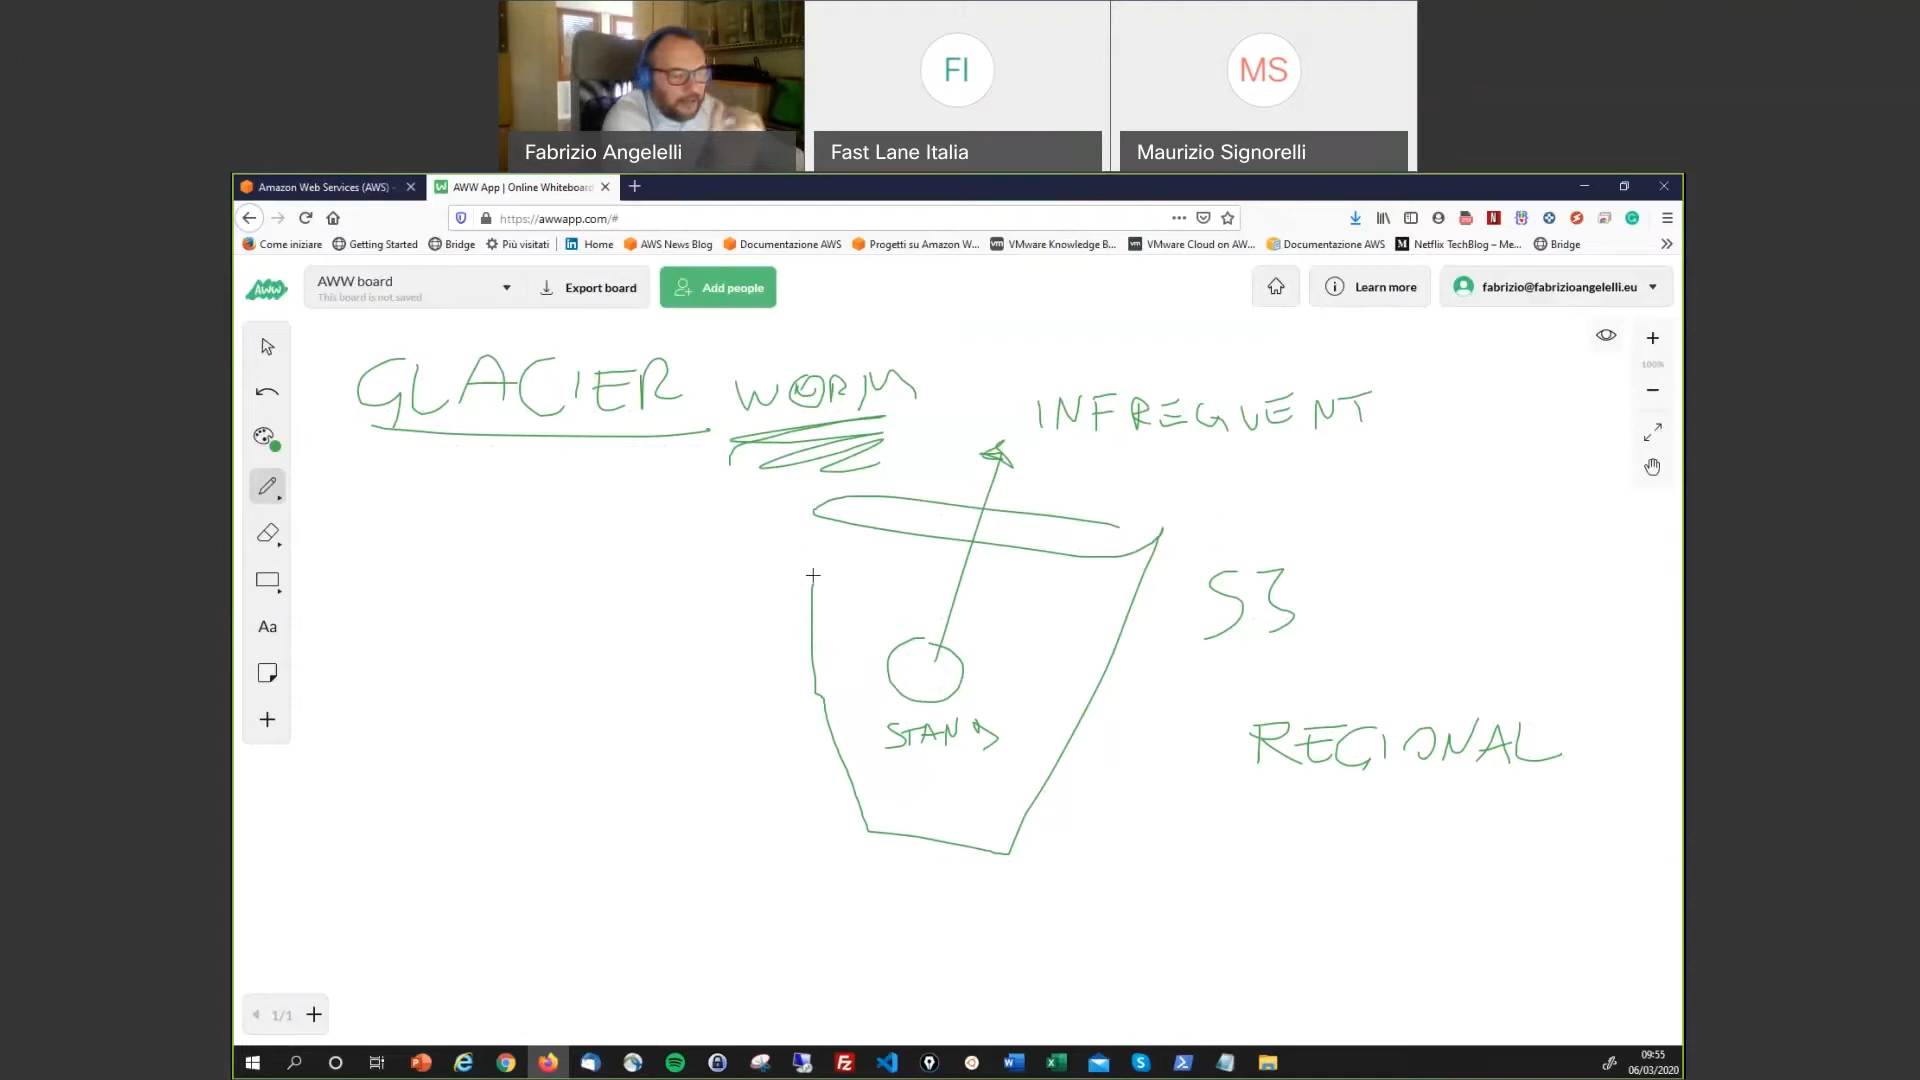 FI
MS
Fabrizio Angelelli
Fast Lane Italia
Maurizio Signorelli
Amazon Web Services (AWS) -
AWW App | Online Whiteboard
https://awwapp.com/#
Come iniziare
Getting Started
Bridge
Più visitati
Home
AWS News Blog
Documentazione AWS
Progetti su Amazon W...
VMware Knowledge B...
VMware Cloud on AW...
Documentazione AWS
Netflix TechBlog – Me...
Bridge
AWW
AWW board
This board is not saved
Export board
Add people
Learn more
fabrizio@fabrizioangelelli.eu
100%
GLACIER WORM
INFREQUENT
S3
STAND
REGIONAL
Aa
1/1
09:55
06/03/2020